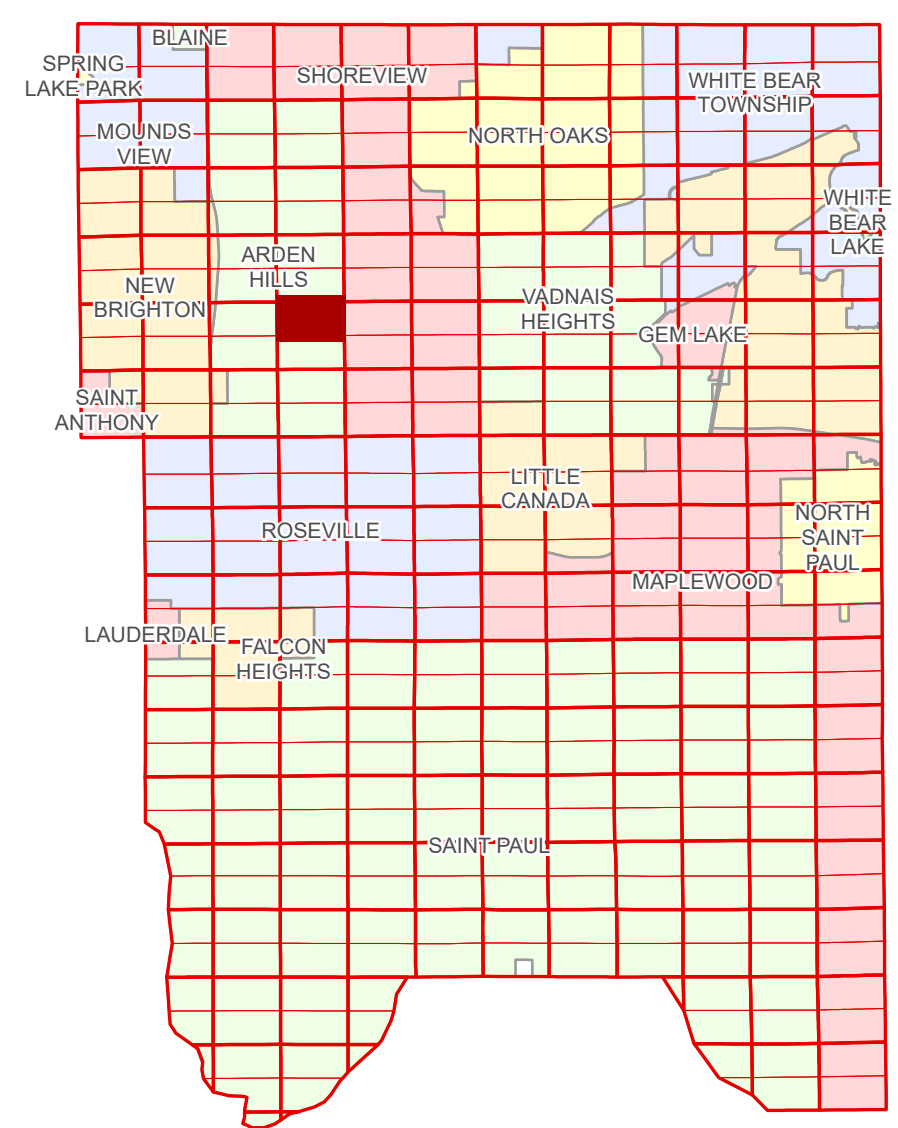 BLAINE
SPRING
LAKE PARK
SHOREVIEW
WHITE BEAR
TOWNSHIP
MOUNDS
VIEW
NORTH OAKS
WHITE
BEAR
LAKE
ARDEN
HILLS
NEW
BRIGHTON
VADNAIS
HEIGHTS
GEM LAKE
SAINT
ANTHONY
LITTLE
CANADA
ROSEVILLE
NORTH
SAINT
PAUL
MAPLEWOOD
LAUDERDALE
FALCON
HEIGHTS
SAINT PAUL